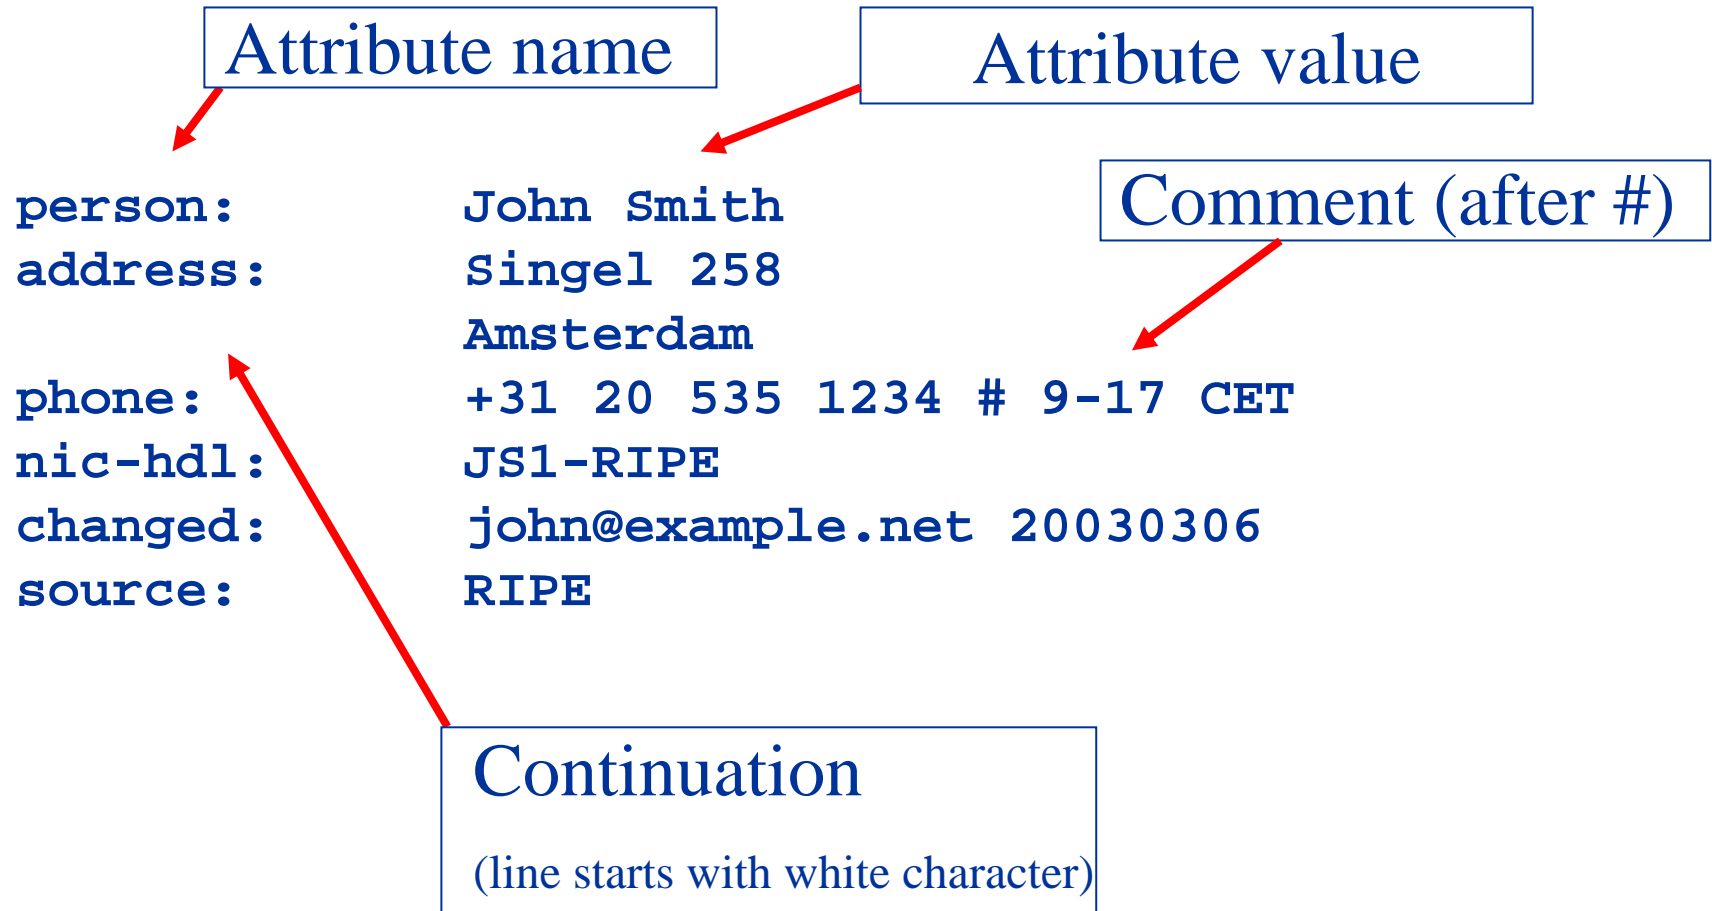 Attribute name
Attribute value
Comment (after #)
person: John Smith
address: Singel 258
Amsterdam
phone: +31 20 535 1234 # 9-17 CET
nic-hdl: JS1-RIPE
changed: john@example.net 20030306
source: RIPE
Continuation
(line starts with white character)